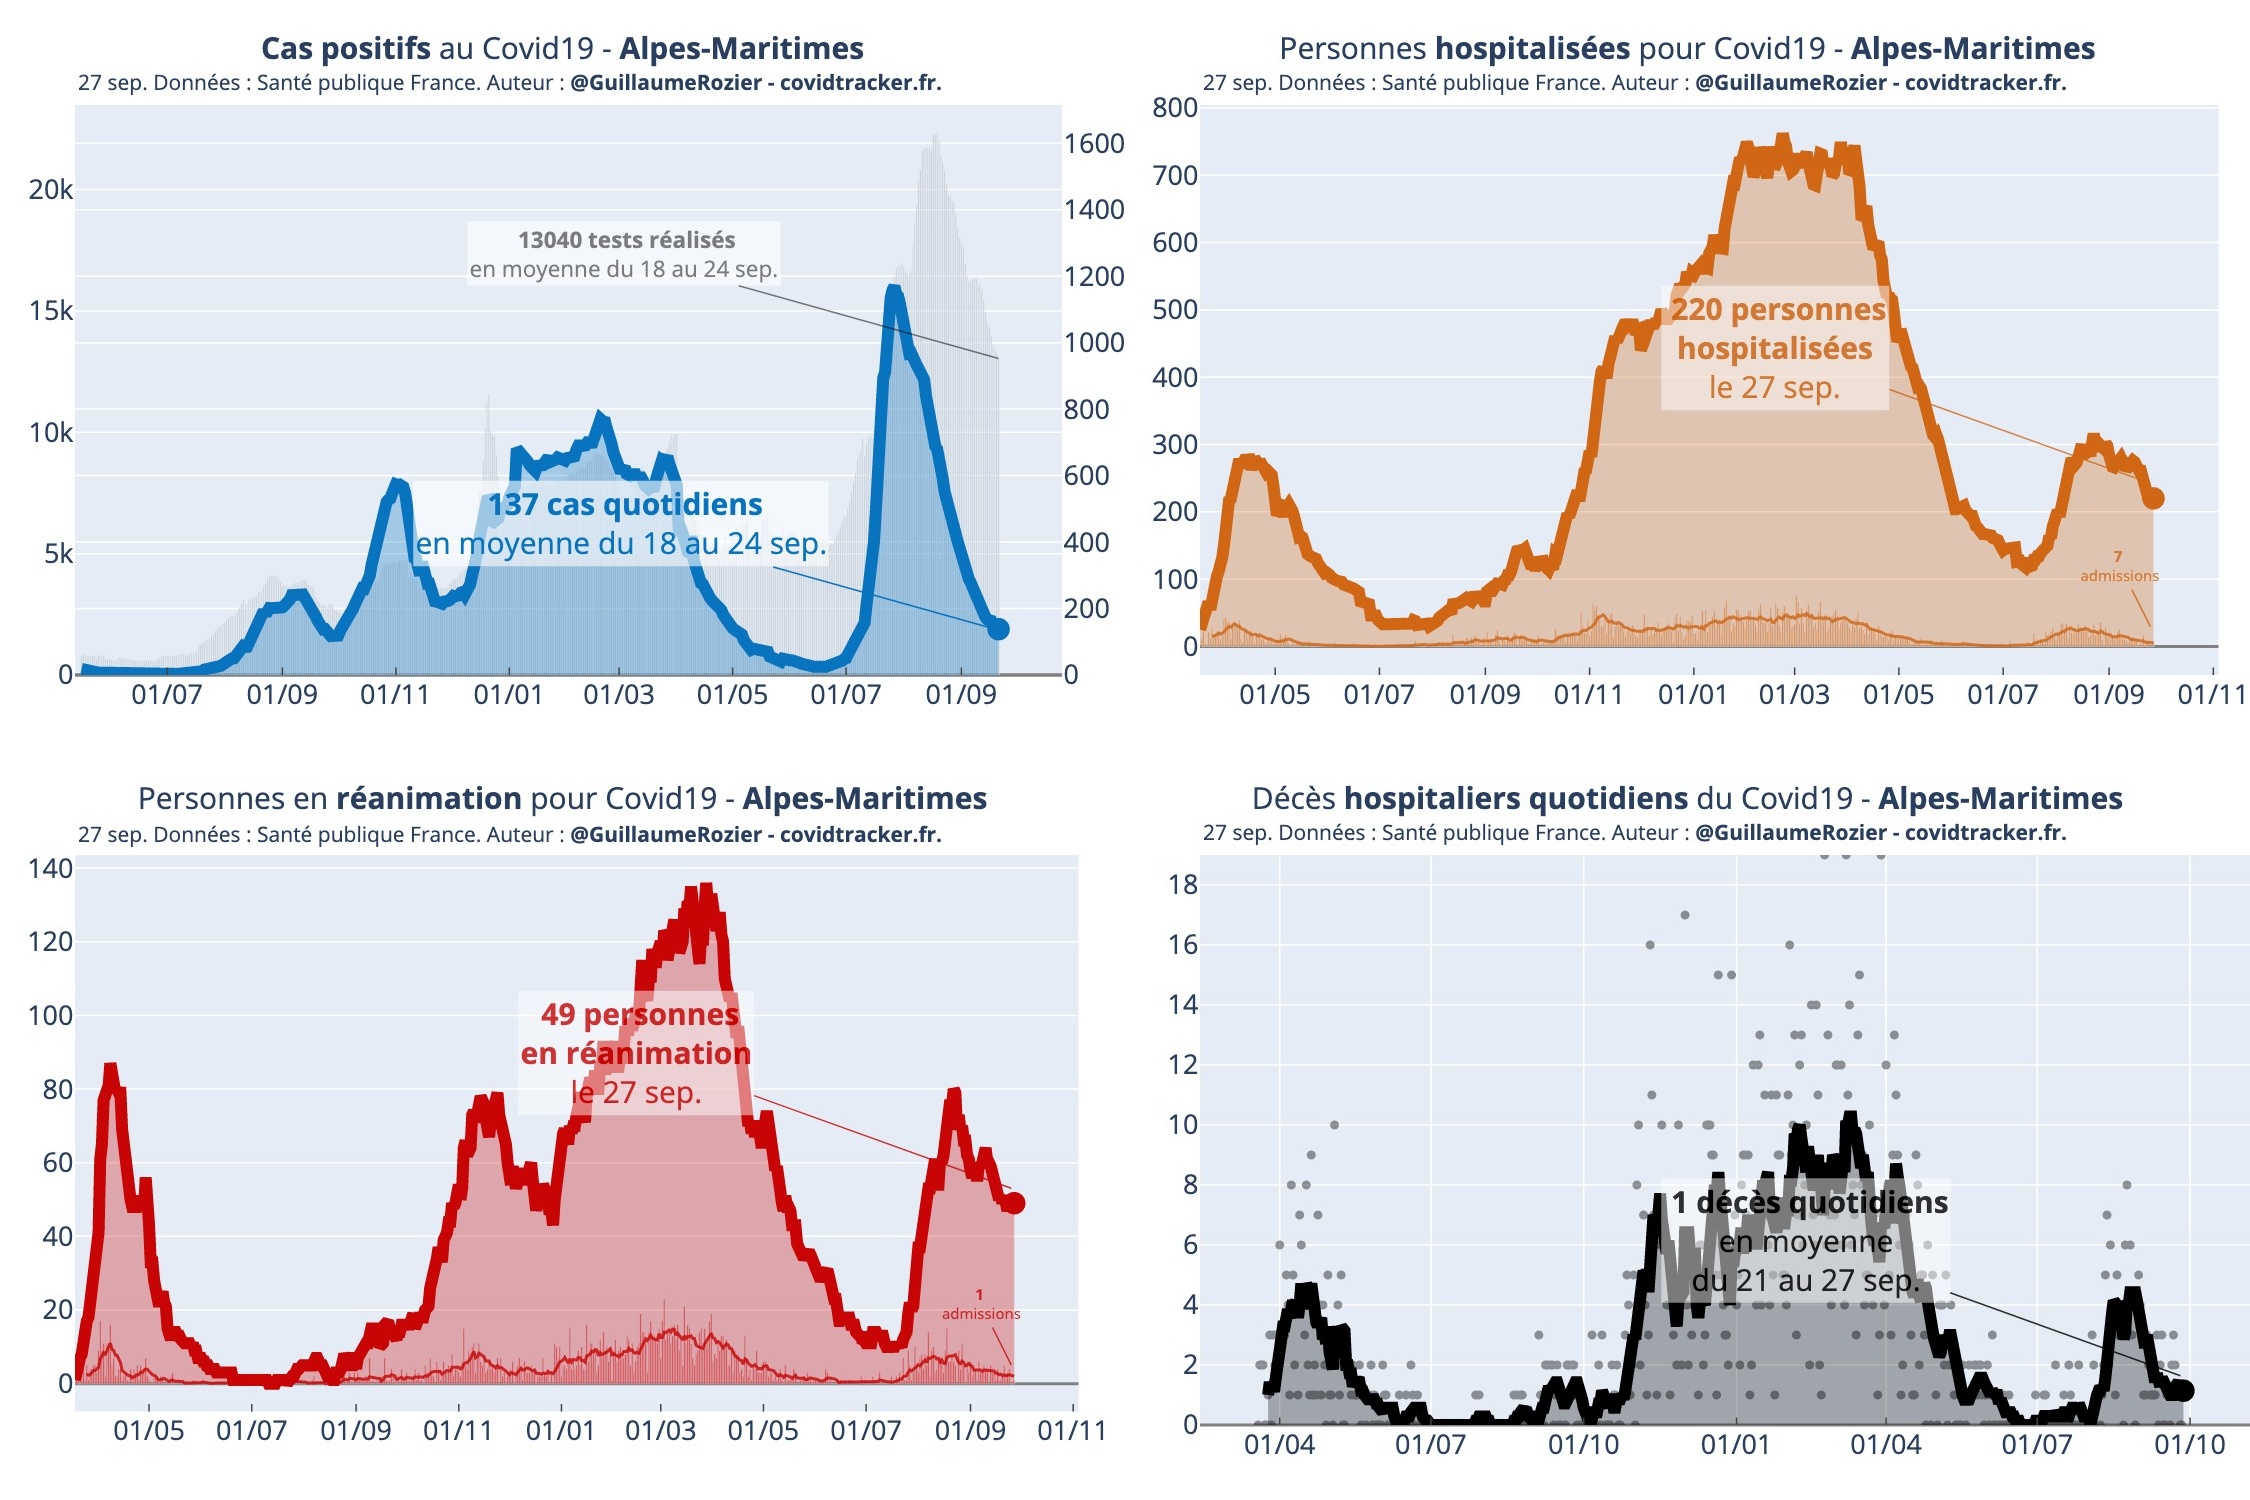 Cas positifs au Covid19 - Alpes-Maritimes
27 sep. Données : Santé publique France. Auteur : @GuillaumeRozier - covidtracker.fr.
20k
15k
10k
5k
0
1600
1400
1200
1000
800
600
400
200
0
13040 tests réalisés
en moyenne du 18 au 24 sep.
137 cas quotidiens
en moyenne du 18 au 24 sep.
01/07 01/09 01/11 01/01 01/03 01/05 01/07 01/09
Personnes hospitalisées pour Covid19 - Alpes-Maritimes
27 sep. Données : Santé publique France. Auteur : @GuillaumeRozier - covidtracker.fr.
800
700
600
500
400
300
200
100
0
220 personnes
hospitalisées
le 27 sep.
7
admissions
01/05 01/07 01/09 01/11 01/01 01/03 01/05 01/07 01/09 01/11
Personnes en réanimation pour Covid19 - Alpes-Maritimes
27 sep. Données : Santé publique France. Auteur : @GuillaumeRozier - covidtracker.fr.
140
120
100
80
60
40
20
0
49 personnes
en réanimation
le 27 sep.
1
admissions
01/05 01/07 01/09 01/11 01/01 01/03 01/05 01/07 01/09 01/11
Décès hospitaliers quotidiens du Covid19 - Alpes-Maritimes
27 sep. Données : Santé publique France. Auteur : @GuillaumeRozier - covidtracker.fr.
18
16
14
12
10
8
6
4
2
0
1 décès quotidiens
en moyenne
du 21 au 27 sep.
01/04 01/07 01/10 01/01 01/04 01/07 01/10